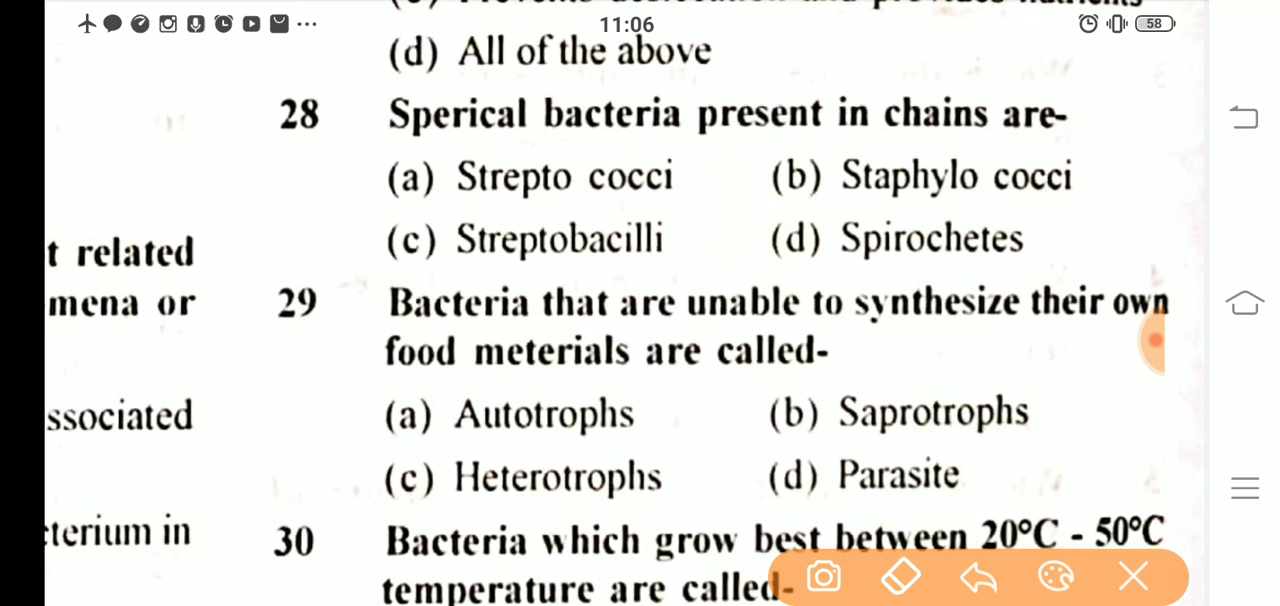 11:06
58
(d) All of the above
28 Sperical bacteria present in chains are-
(a) Strepto cocci (b) Staphylo cocci
(c) Streptobacilli (d) Spirochetes
t related
mena or
29 Bacteria that are unable to synthesize their own
food meterials are called-
ssociated
(a) Autotrophs (b) Saprotrophs
(c) Heterotrophs (d) Parasite
terium in
30 Bacteria which grow best between 20°C - 50°C
temperature are called-